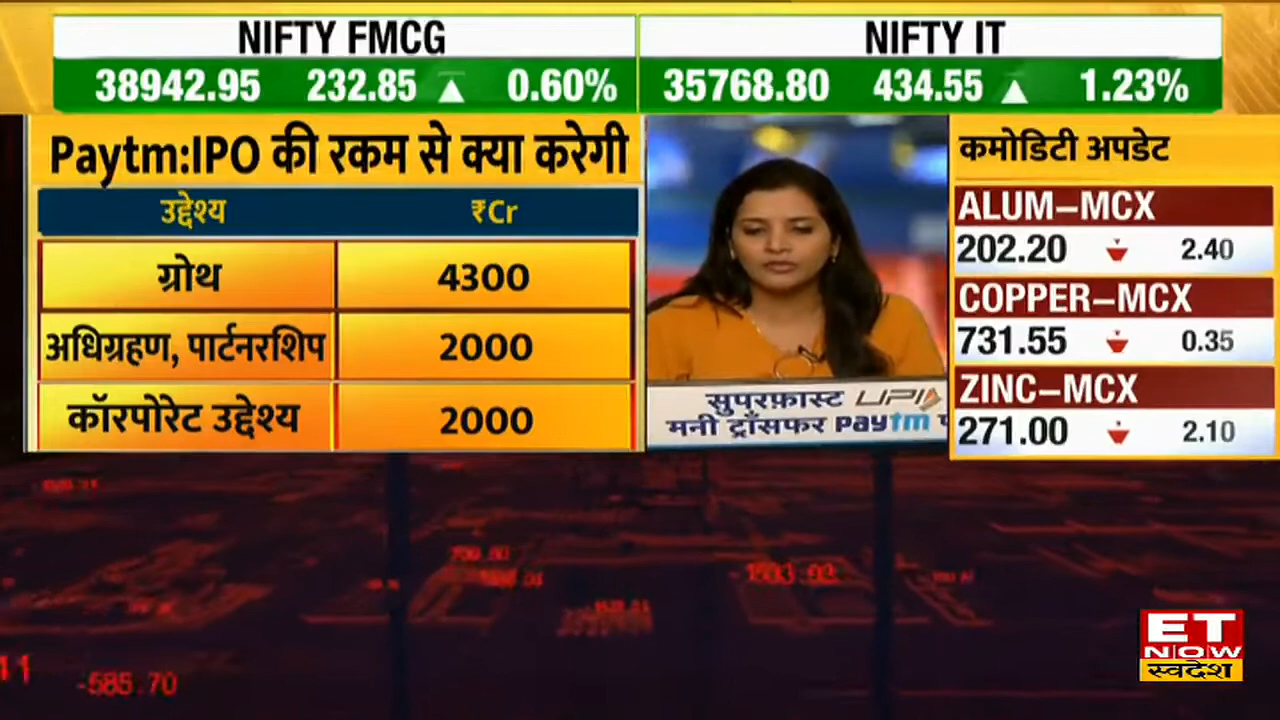 NIFTY FMCG
38942.95 232.85 0.60%
NIFTY IT
35768.80 434.55 1.23%
Paytm:IPO की रकम से क्या करेगी
उद्देश्य ₹Cr
ग्रोथ 4300
अधिग्रहण, पार्टनरशिप 2000
कॉरपोरेट उद्देश्य 2000
सुपरफ़ास्ट UPI
मनी ट्राँसफर paytm
कमोडिटी अपडेट
ALUM-MCX
202.20 2.40
COPPER-MCX
731.55 0.35
ZINC-MCX
271.00 2.10
-585.70
ET
NOW
स्वदेश